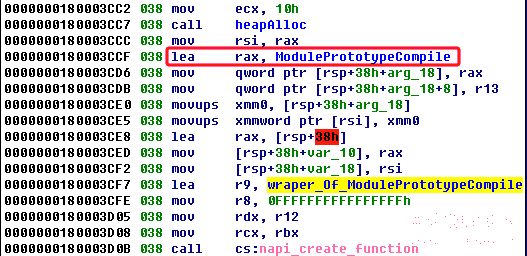 0000000180003CC2 038 mov     ecx, 10h
0000000180003CC7 038 call    heapAlloc
0000000180003CCC 038 mov     rsi, rax
0000000180003CCF 038 lea     rax, ModulePrototypeCompile
0000000180003CD6 038 mov     qword ptr [rsp+38h+arg_18], rax
0000000180003CDB 038 mov     qword ptr [rsp+38h+arg_18+8], r13
0000000180003CE0 038 movups  xmm0, [rsp+38h+arg_18]
0000000180003CE5 038 movups  xmmword ptr [rsi], xmm0
0000000180003CE8 038 lea     rax, [rsp+38h]
0000000180003CED 038 mov     [rsp+38h+var_10], rax
0000000180003CF2 038 mov     [rsp+38h+var_18], rsi
0000000180003CF7 038 lea     r9, wraper_Of_ModulePrototypeCompile
0000000180003CFE 038 mov     r8, 0FFFFFFFFFFFFFFFFh
0000000180003D05 038 mov     rdx, r12
0000000180003D08 038 mov     rcx, rbx
0000000180003D0B 038 call    cs:napi_create_function